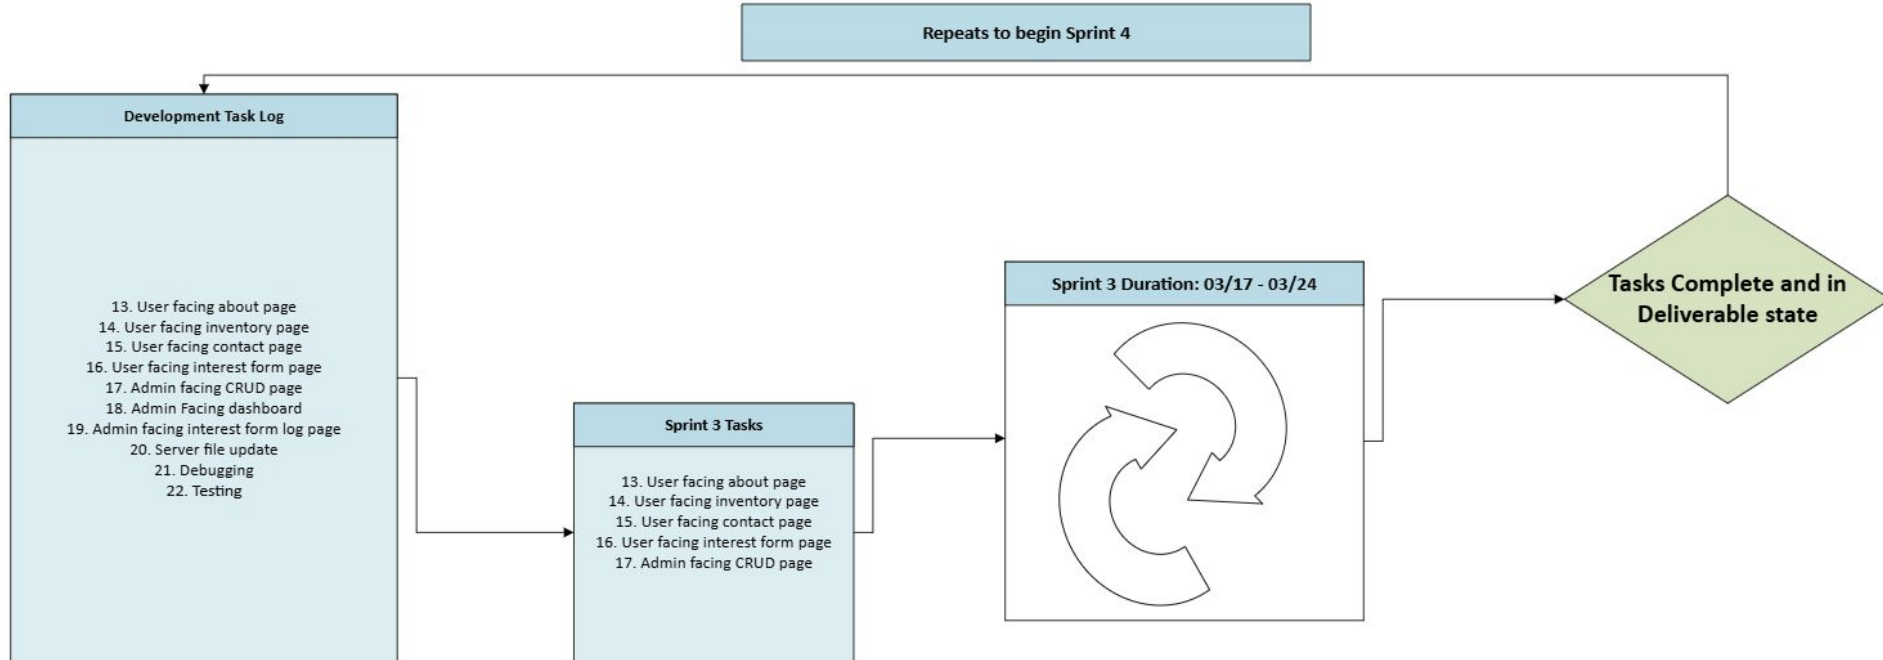 Repeats to begin Sprint 4
Development Task Log
13. User facing about page
14. User facing inventory page
15. User facing contact page
16. User facing interest form page
17. Admin facing CRUD page
18. Admin Facing dashboard
19. Admin facing interest form log page
20. Server file update
21. Debugging
22. Testing
Sprint 3 Tasks
13. User facing about page
14. User facing inventory page
15. User facing contact page
16. User facing interest form page
17. Admin facing CRUD page
Sprint 3 Duration: 03/17 - 03/24
Tasks Complete and in
Deliverable state